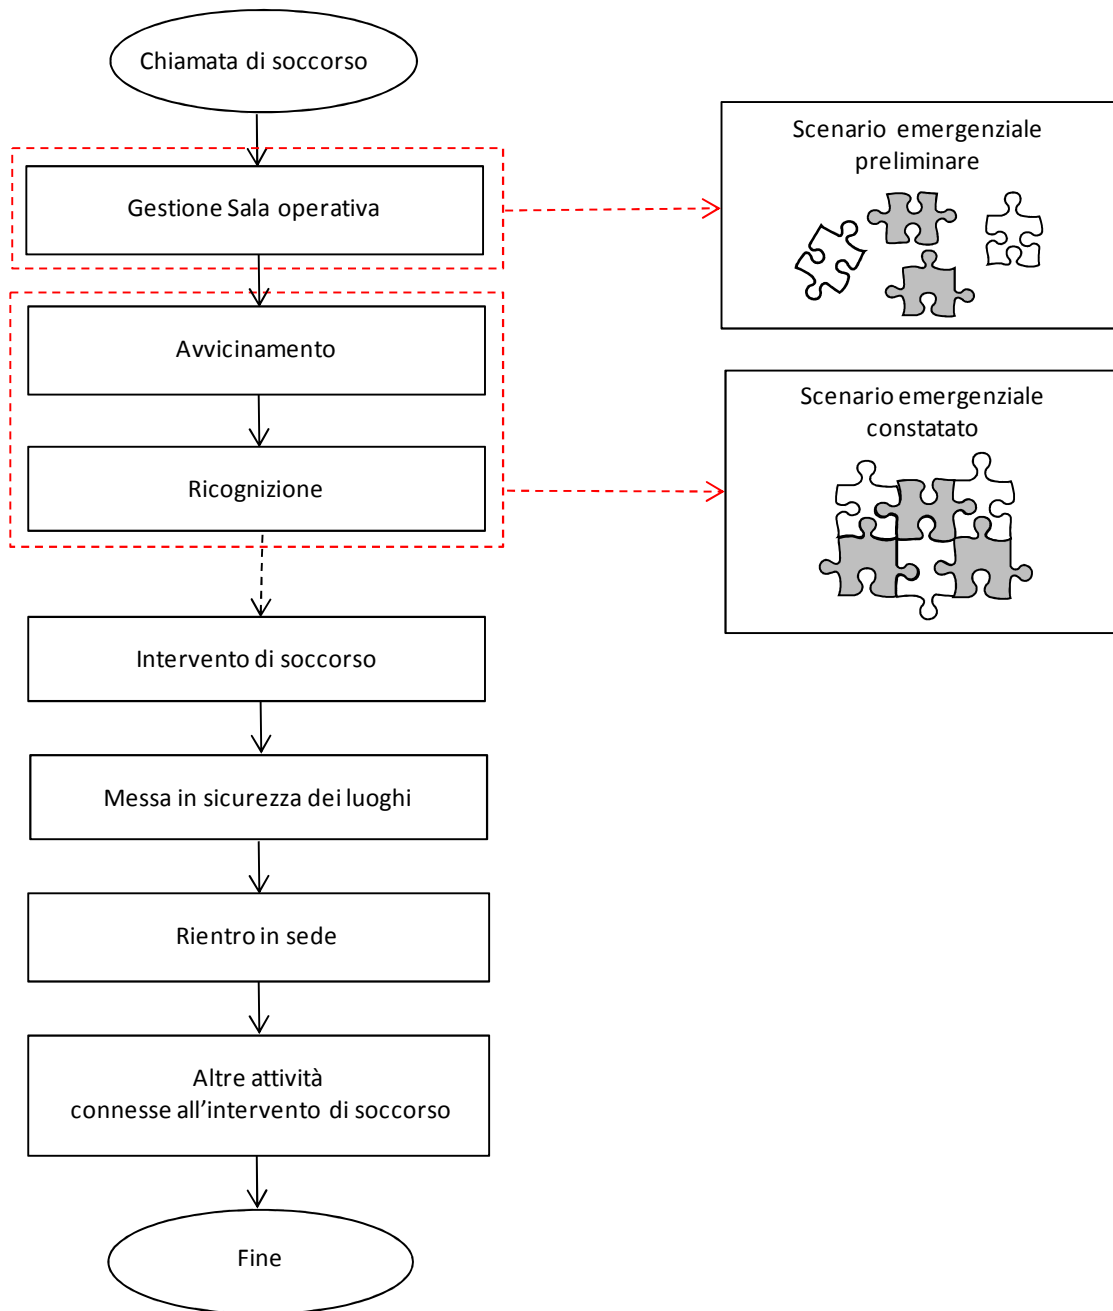 Chiamata di soccorso
Gestione Sala operativa
Avvicinamento
Ricognizione
Intervento di soccorso
Messa in sicurezza dei luoghi
Rientro in sede
Altre attività
connesse all’intervento di soccorso
Fine
Scenario emergenziale
preliminare
Scenario emergenziale
constatato